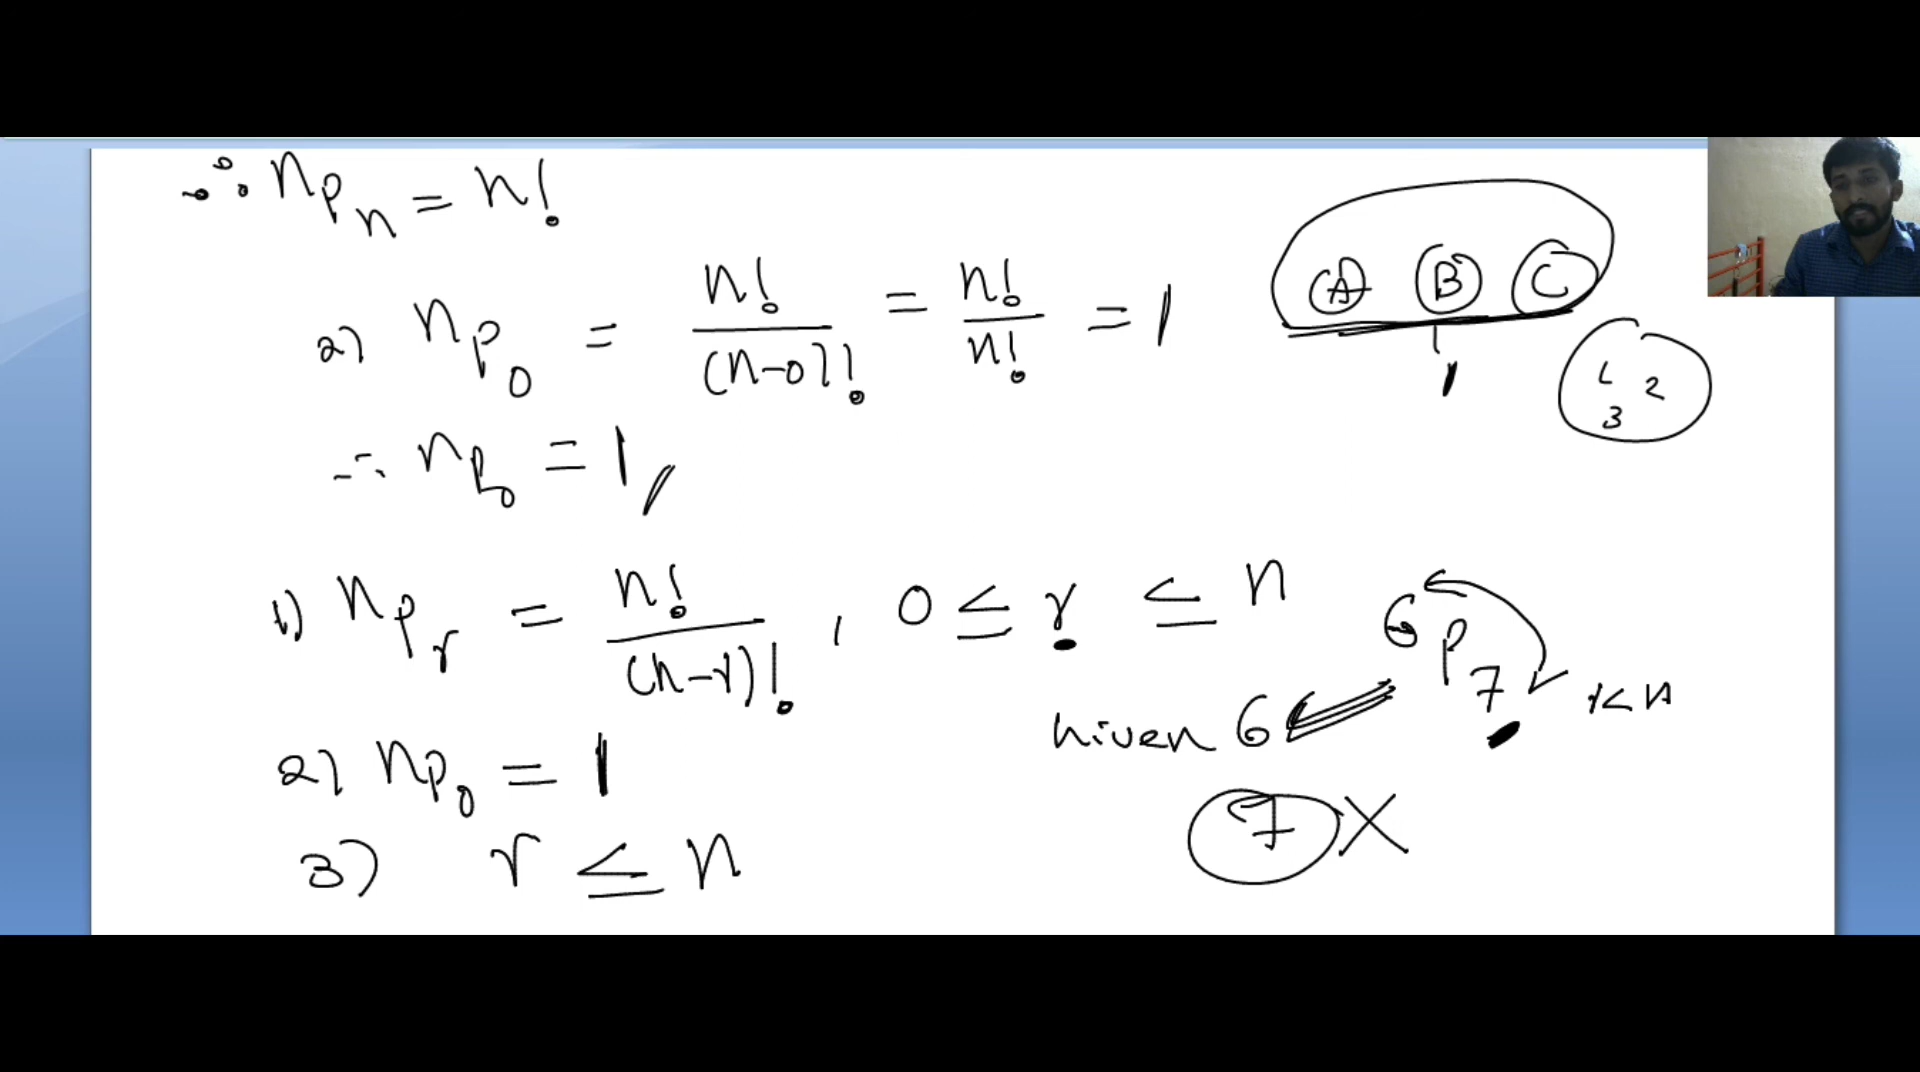 ∴ nPn = n!
2) nP0 = n!/(n-0)! = n!/n! = 1
A B C
1
1 2
3
∴ nP0 = 1
1) nPr = n!/(n-r)! , 0 ≤ r ≤ n
6P7
r<n
given 6
2) nP0 = 1
7 X
3) r ≤ n